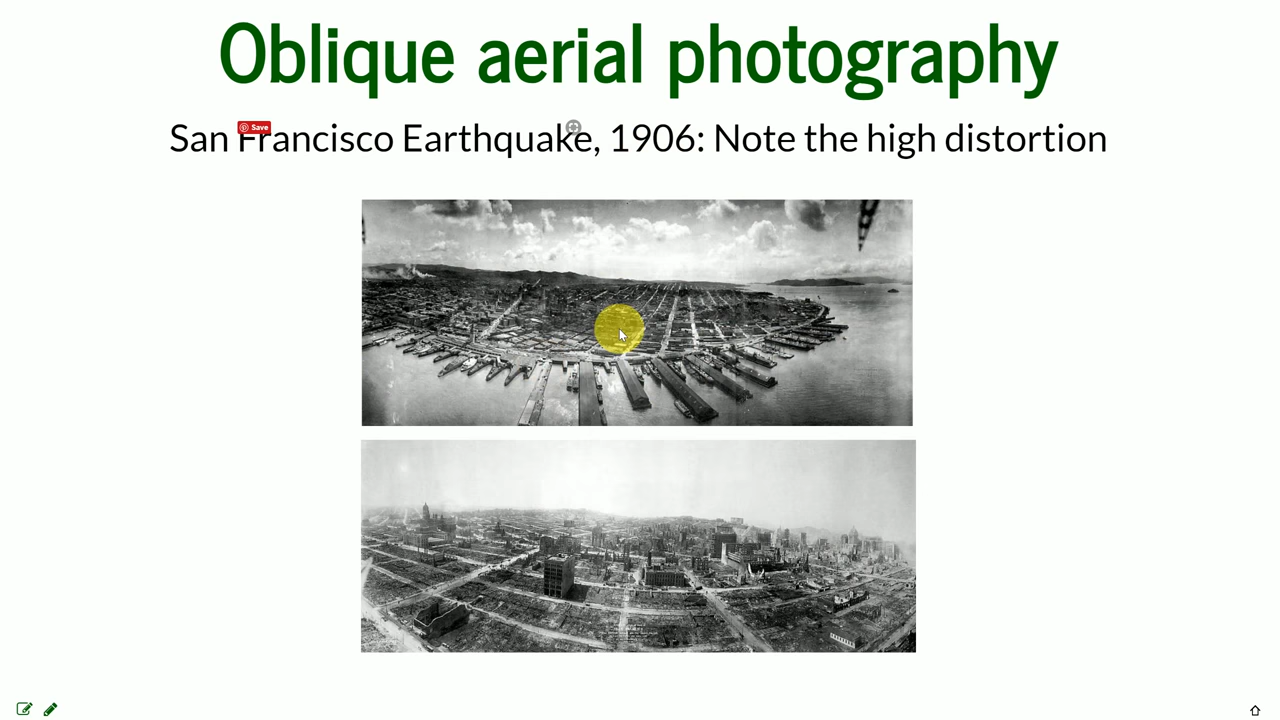 Oblique aerial photography
Save
San Francisco Earthquake, 1906: Note the high distortion